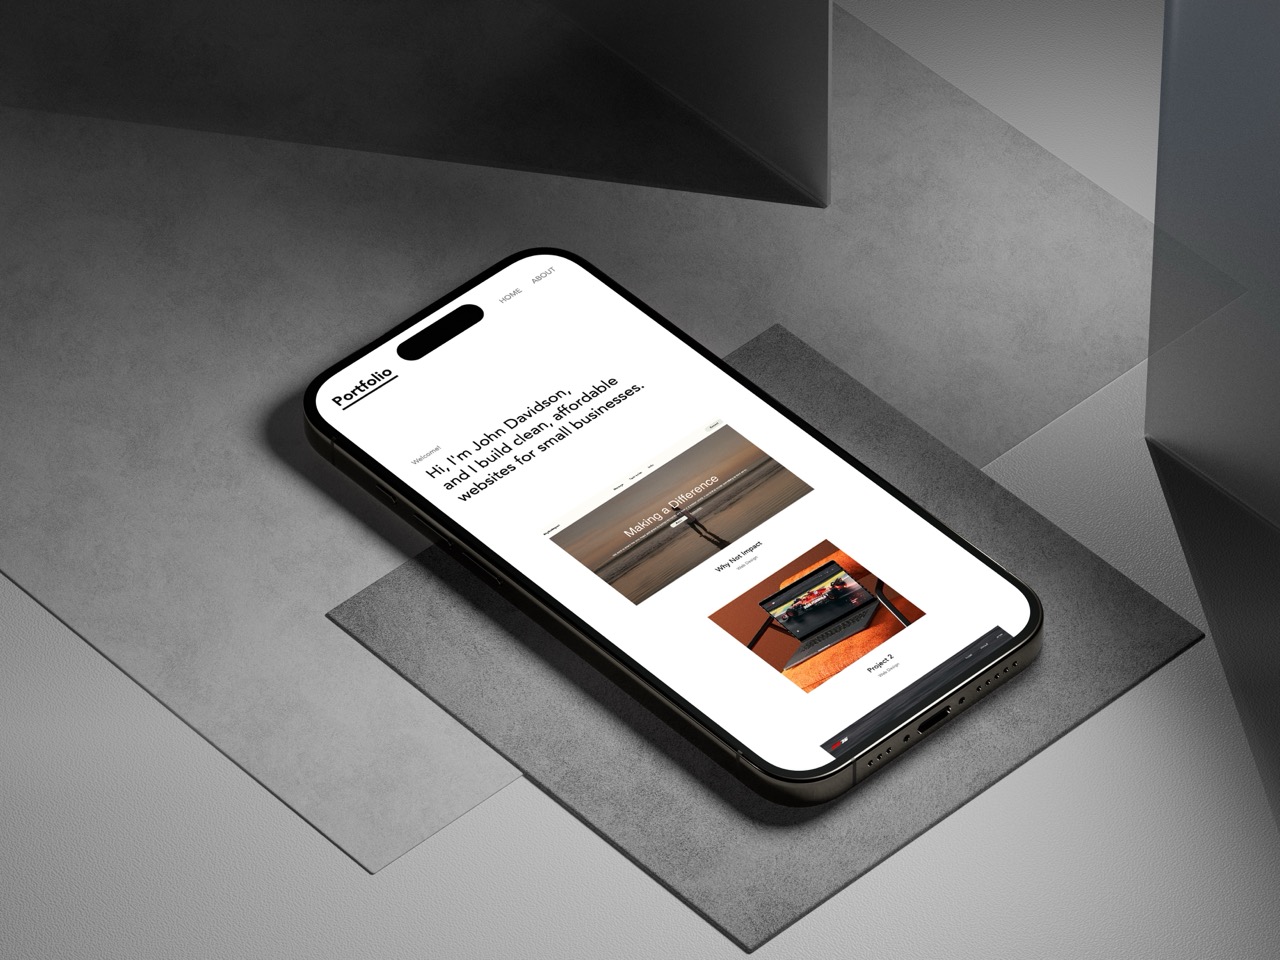 HOME ABOUT
Portfolio
Welcome!
Hi, I'm John Davidson,
and I build clean, affordable
websites for small businesses.
Making a Difference
Why Not Impact
Web Design
Project 2
Web Design